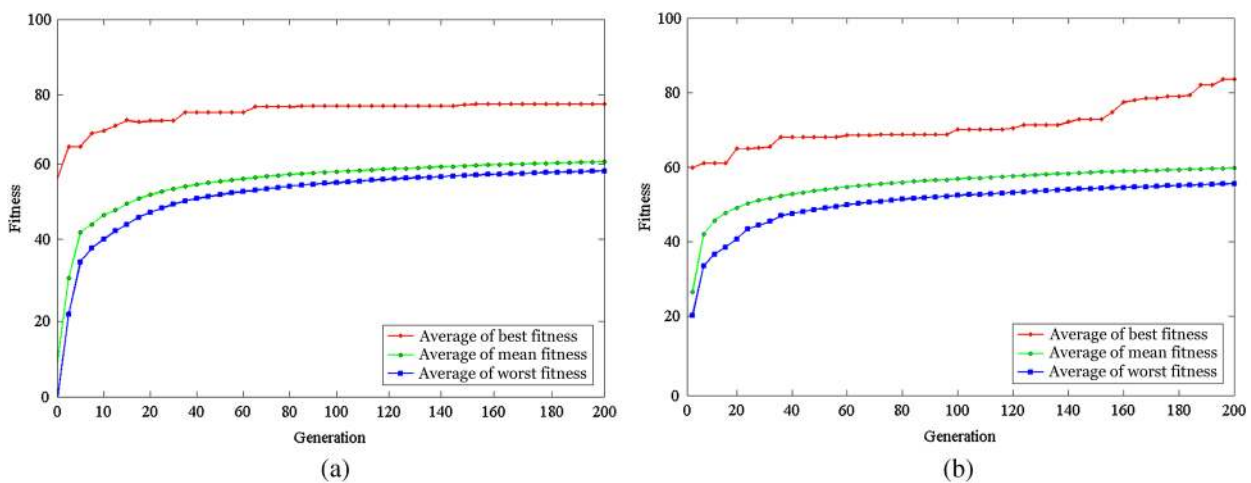 100
80
60
40
20
0
Fitness
0 10 20 40 60 80 100 120 140 160 180 200
Generation
Average of best fitness
Average of mean fitness
Average of worst fitness
(a)
100
80
60
40
20
0
Fitness
0 20 40 60 80 100 120 140 160 180 200
Generation
Average of best fitness
Average of mean fitness
Average of worst fitness
(b)